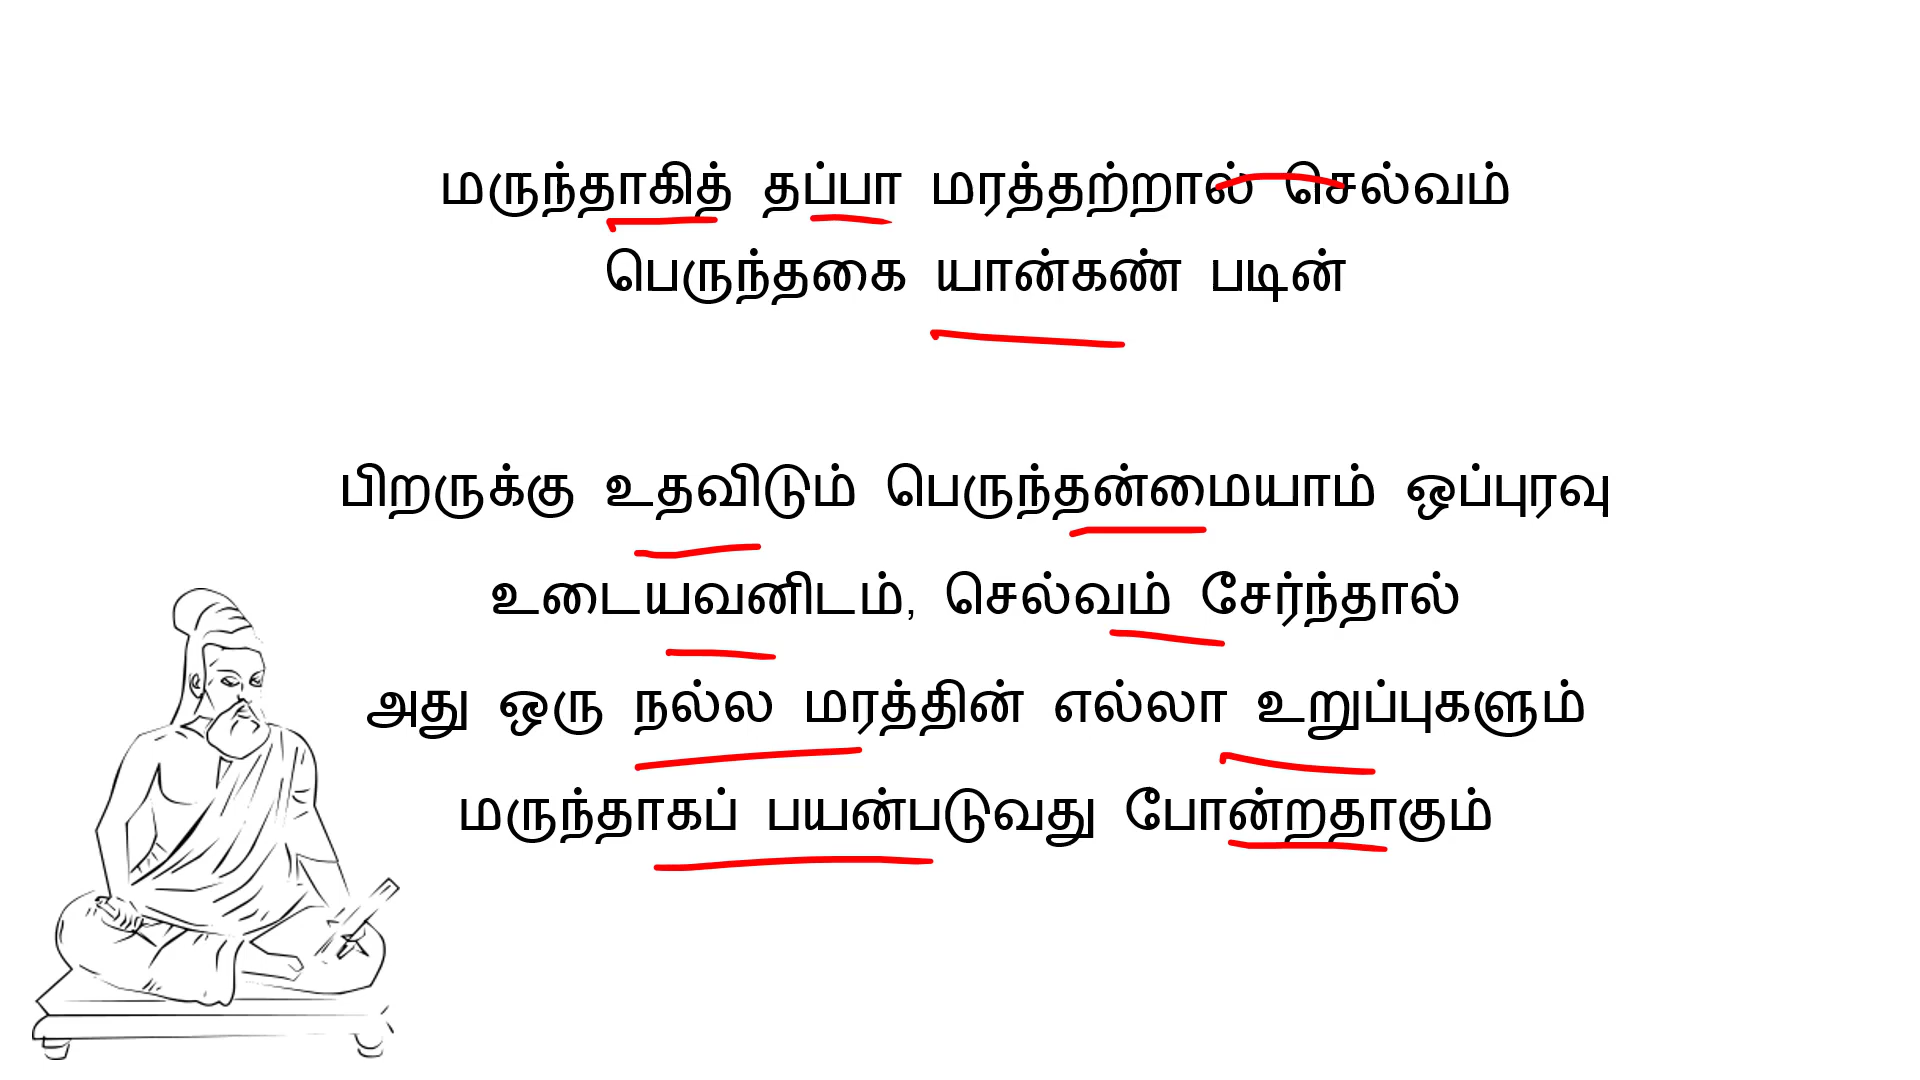 மருந்தாகித் தப்பா மரத்தற்றால் செல்வம்
பெருந்தகை யான்கண் படின்
பிறருக்கு உதவிடும் பெருந்தன்மையாம் ஒப்புரவு
உடையவனிடம், செல்வம் சேர்ந்தால்
அது ஒரு நல்ல மரத்தின் எல்லா உறுப்புகளும்
மருந்தாகப் பயன்படுவது போன்றதாகும்